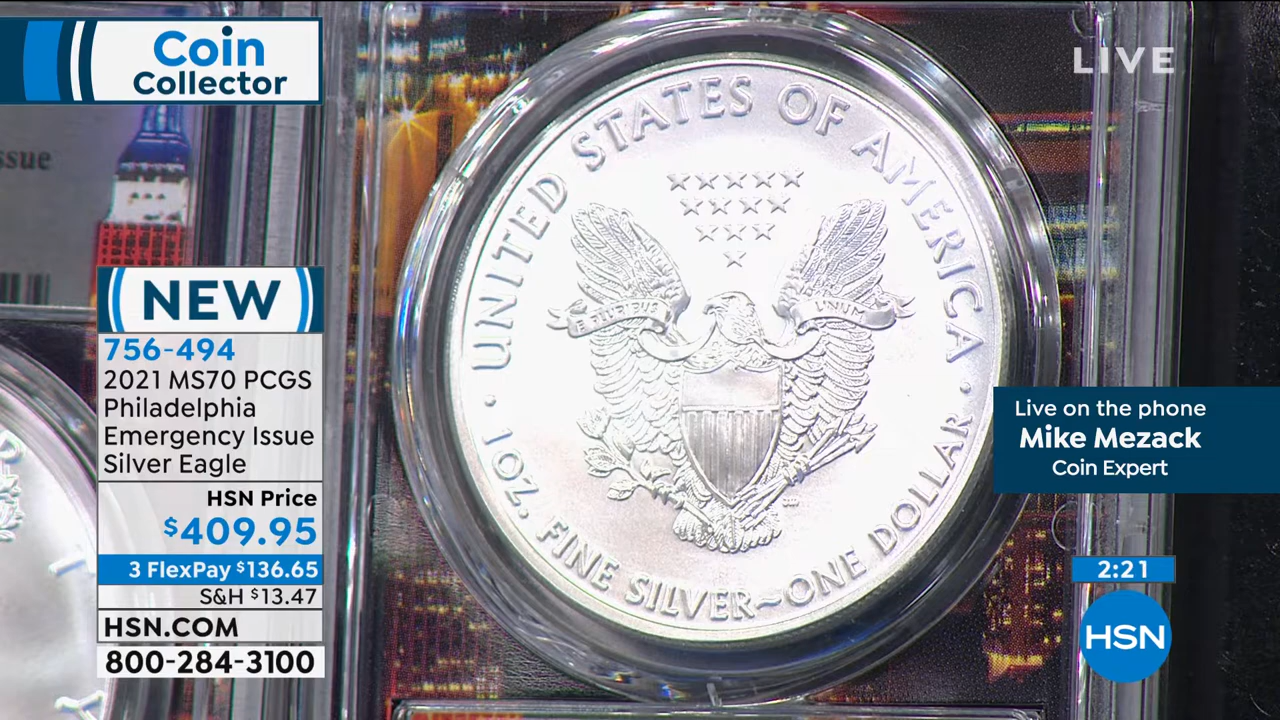 Coin
Collector
LIVE
ssue
NEW
756-494
2021 MS70 PCGS
Philadelphia
Emergency Issue
Silver Eagle
HSN Price
$409.95
3 FlexPay $136.65
S&H $13.47
HSN.COM
800-284-3100
UNITED STATES OF AMERICA
E PLURIBUS UNUM
1 OZ. FINE SILVER~ONE DOLLAR
Live on the phone
Mike Mezack
Coin Expert
2:21
HSN